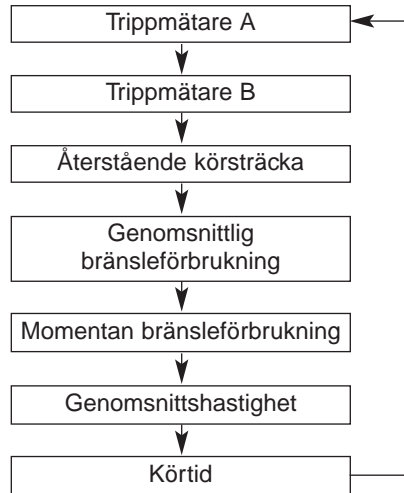 Trippmätare A
Trippmätare B
Återstående körsträcka
Genomsnittlig
bränsleförbrukning
Momentan bränsleförbrukning
Genomsnittshastighet
Körtid